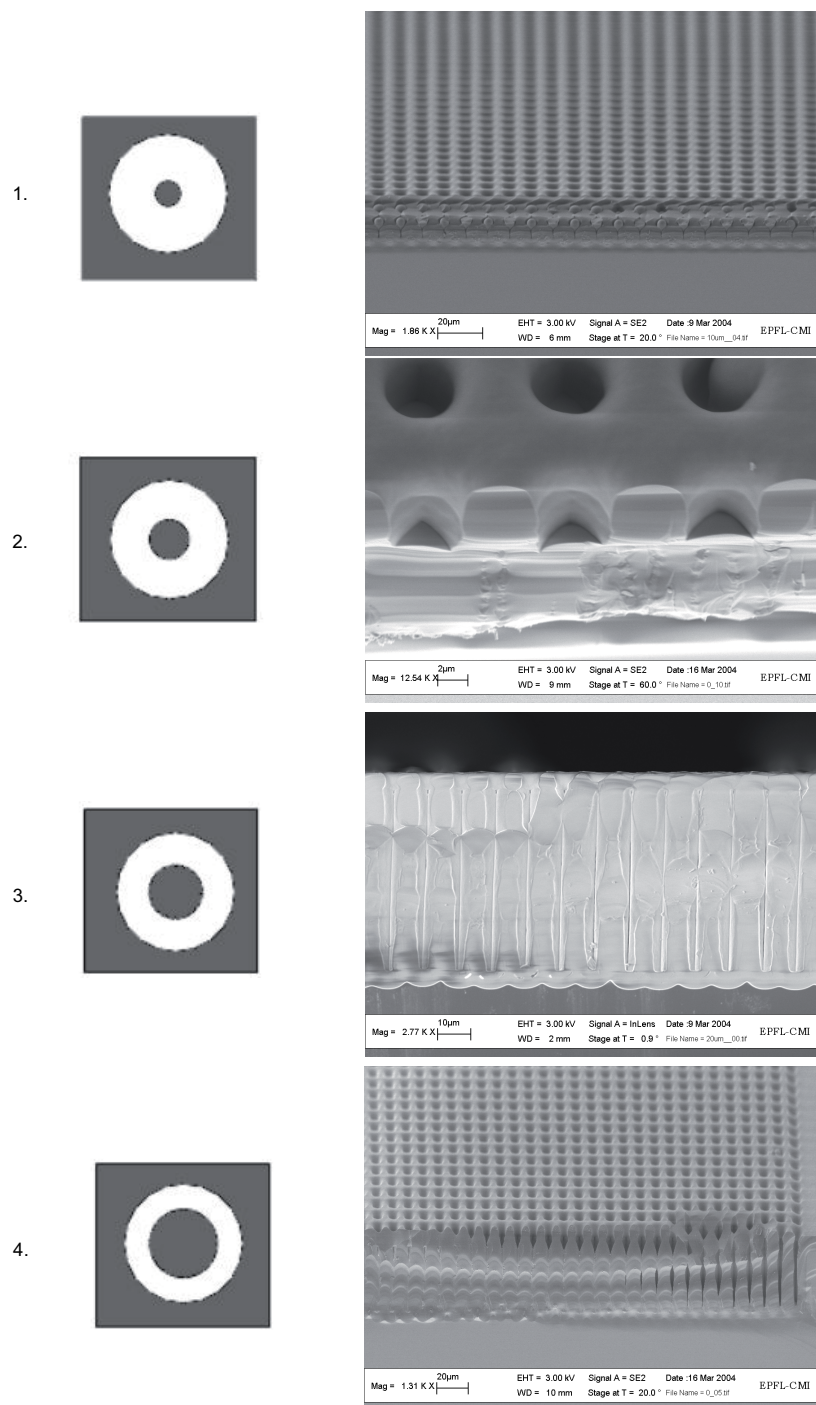 1.
20µm
Mag = 1.86 K X EHT = 3.00 kV Signal A = SE2 Date :9 Mar 2004 EPFL-CMI
WD = 6 mm Stage at T = 20.0 ° File Name = 10um__04.tif
2.
2µm
Mag = 12.54 K X EHT = 3.00 kV Signal A = SE2 Date :16 Mar 2004 EPFL-CMI
WD = 9 mm Stage at T = 60.0 ° File Name = 0_10.tif
3.
10µm
Mag = 2.77 K X EHT = 3.00 kV Signal A = InLens Date :9 Mar 2004 EPFL-CMI
WD = 2 mm Stage at T = 0.9 ° File Name = 20um__00.tif
4.
20µm
Mag = 1.31 K X EHT = 3.00 kV Signal A = SE2 Date :16 Mar 2004 EPFL-CMI
WD = 10 mm Stage at T = 20.0 ° File Name = 0_05.tif